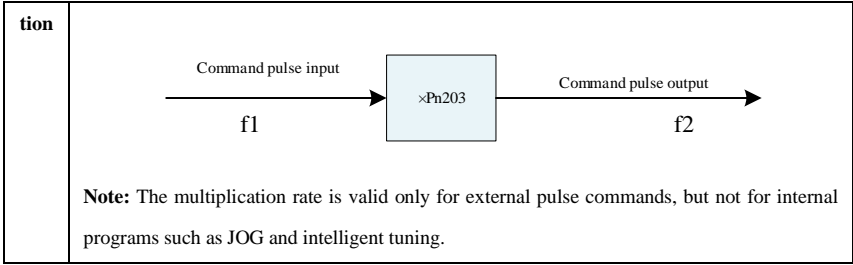 tion
Command pulse input
×Pn203
Command pulse output
f1
f2
Note: The multiplication rate is valid only for external pulse commands, but not for internal
programs such as JOG and intelligent tuning.